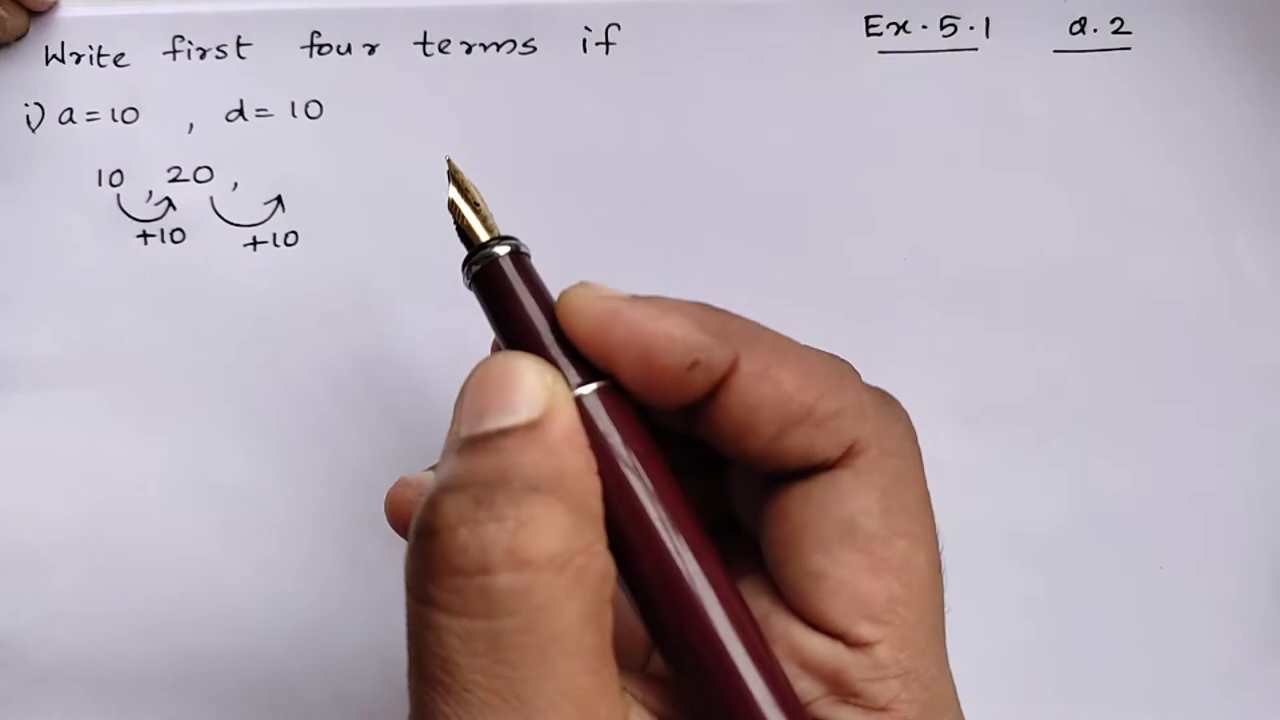 Write first four terms if Ex. 5.1 Q. 2
i) a = 10 , d = 10
10 , 20 ,
+10 +10